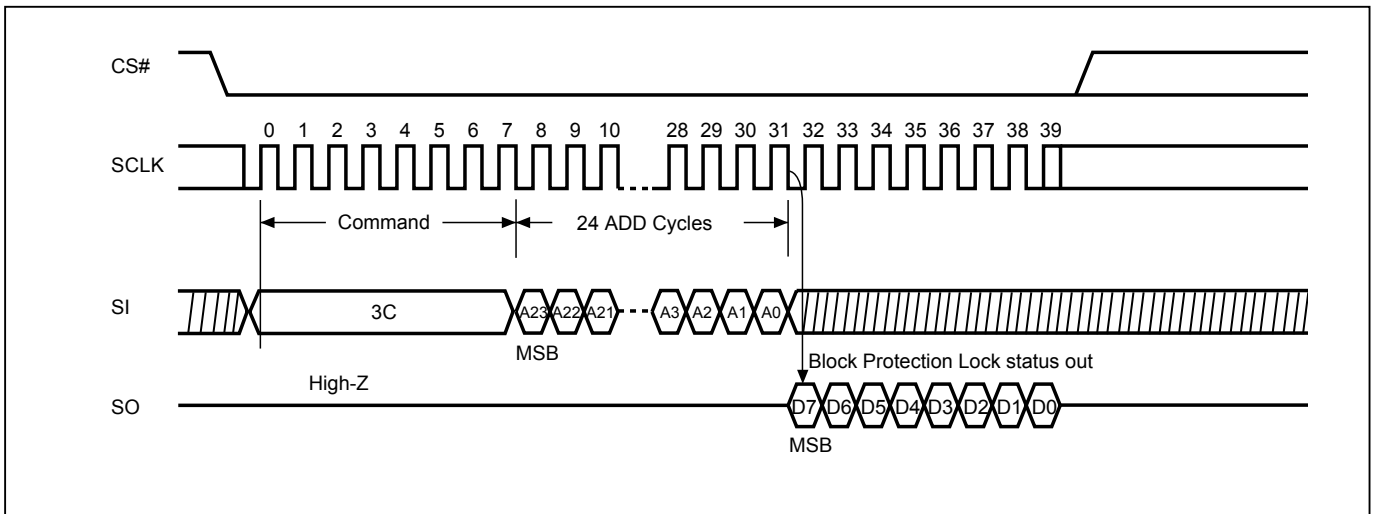 CS#
0 1 2 3 4 5 6 7 8 9 10 28 29 30 31 32 33 34 35 36 37 38 39
SCLK
Command 24 ADD Cycles
SI 3C A23 A22 A21 A3 A2 A1 A0
MSB
Block Protection Lock status out
High-Z
SO D7 D6 D5 D4 D3 D2 D1 D0
MSB